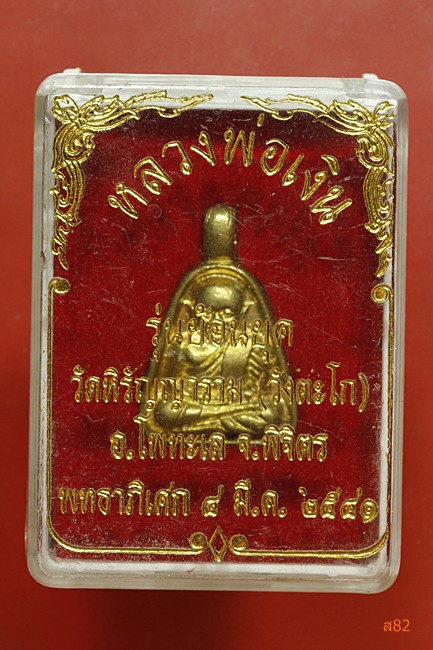 หลวงพ่อเงิน
รุ่นย้อนยุค
วัดหิรัญญาราม (วังตะโก)
อ.โพทะเล จ.พิจิตร
พุทธาภิเศก ๔ มี.ค. ๒๕๔๑
ส82